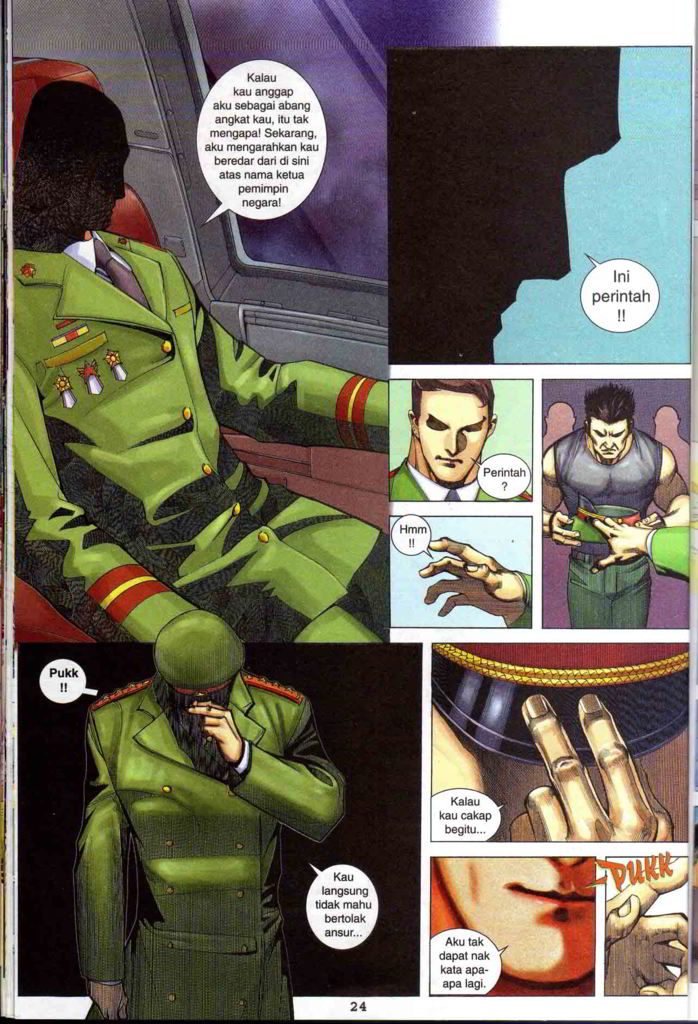 Kalau
kau anggap
aku sebagai abang
angkat kau, itu tak
mengapa! Sekarang,
aku mengarahkan kau
beredar dari di sini
atas nama ketua
pemimpin
negara!
Ini
perintah
!!
Perintah
?
Hmm
!!
Pukk
!!
Kau
langsung
tidak mahu
bertolak
ansur...
Kalau
kau cakap
begitu...
PUKK
Aku tak
dapat nak
kata apa-
apa lagi.
24